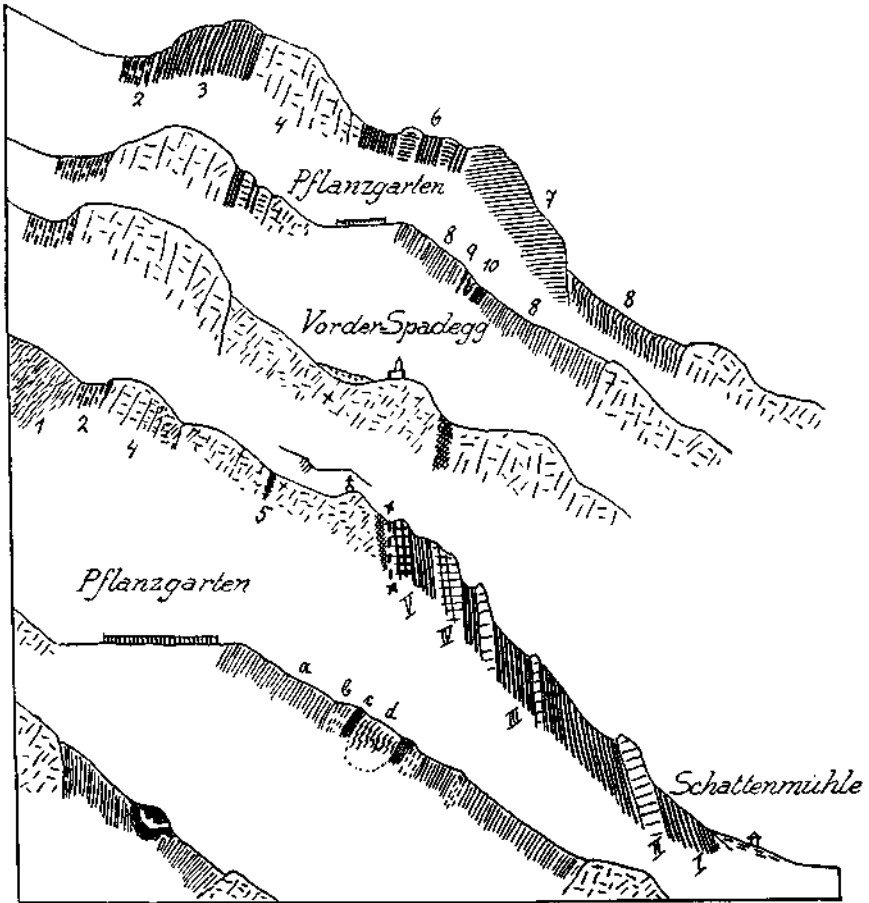 2
3
4
6
7
Pflanzgarten
8
9
10
8
8
Vorder-Spadegg
1
2
4
5
V
IV
III
II
I
Pflanzgarten
a
b
c
d
Schattenmühle